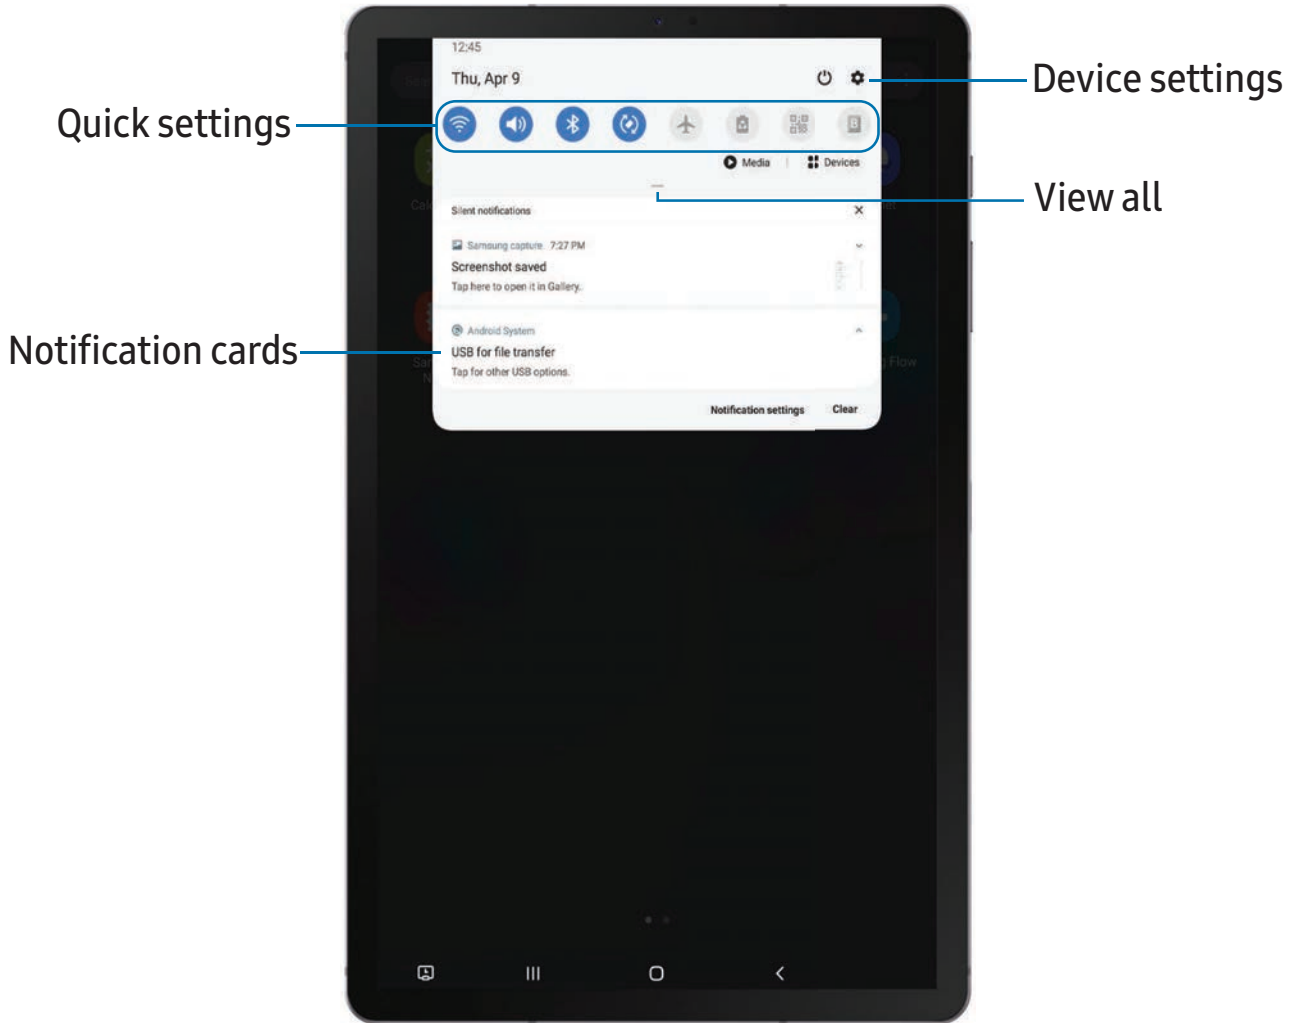 12:45
Thu, Apr 9
Device settings
Quick settings
Media
Devices
View all
Silent notifications
Samsung capture 7:27 PM
Screenshot saved
Tap here to open it in Gallery.
Notification cards
Android System
USB for file transfer
Tap for other USB options.
Flow
Notification settings
Clear